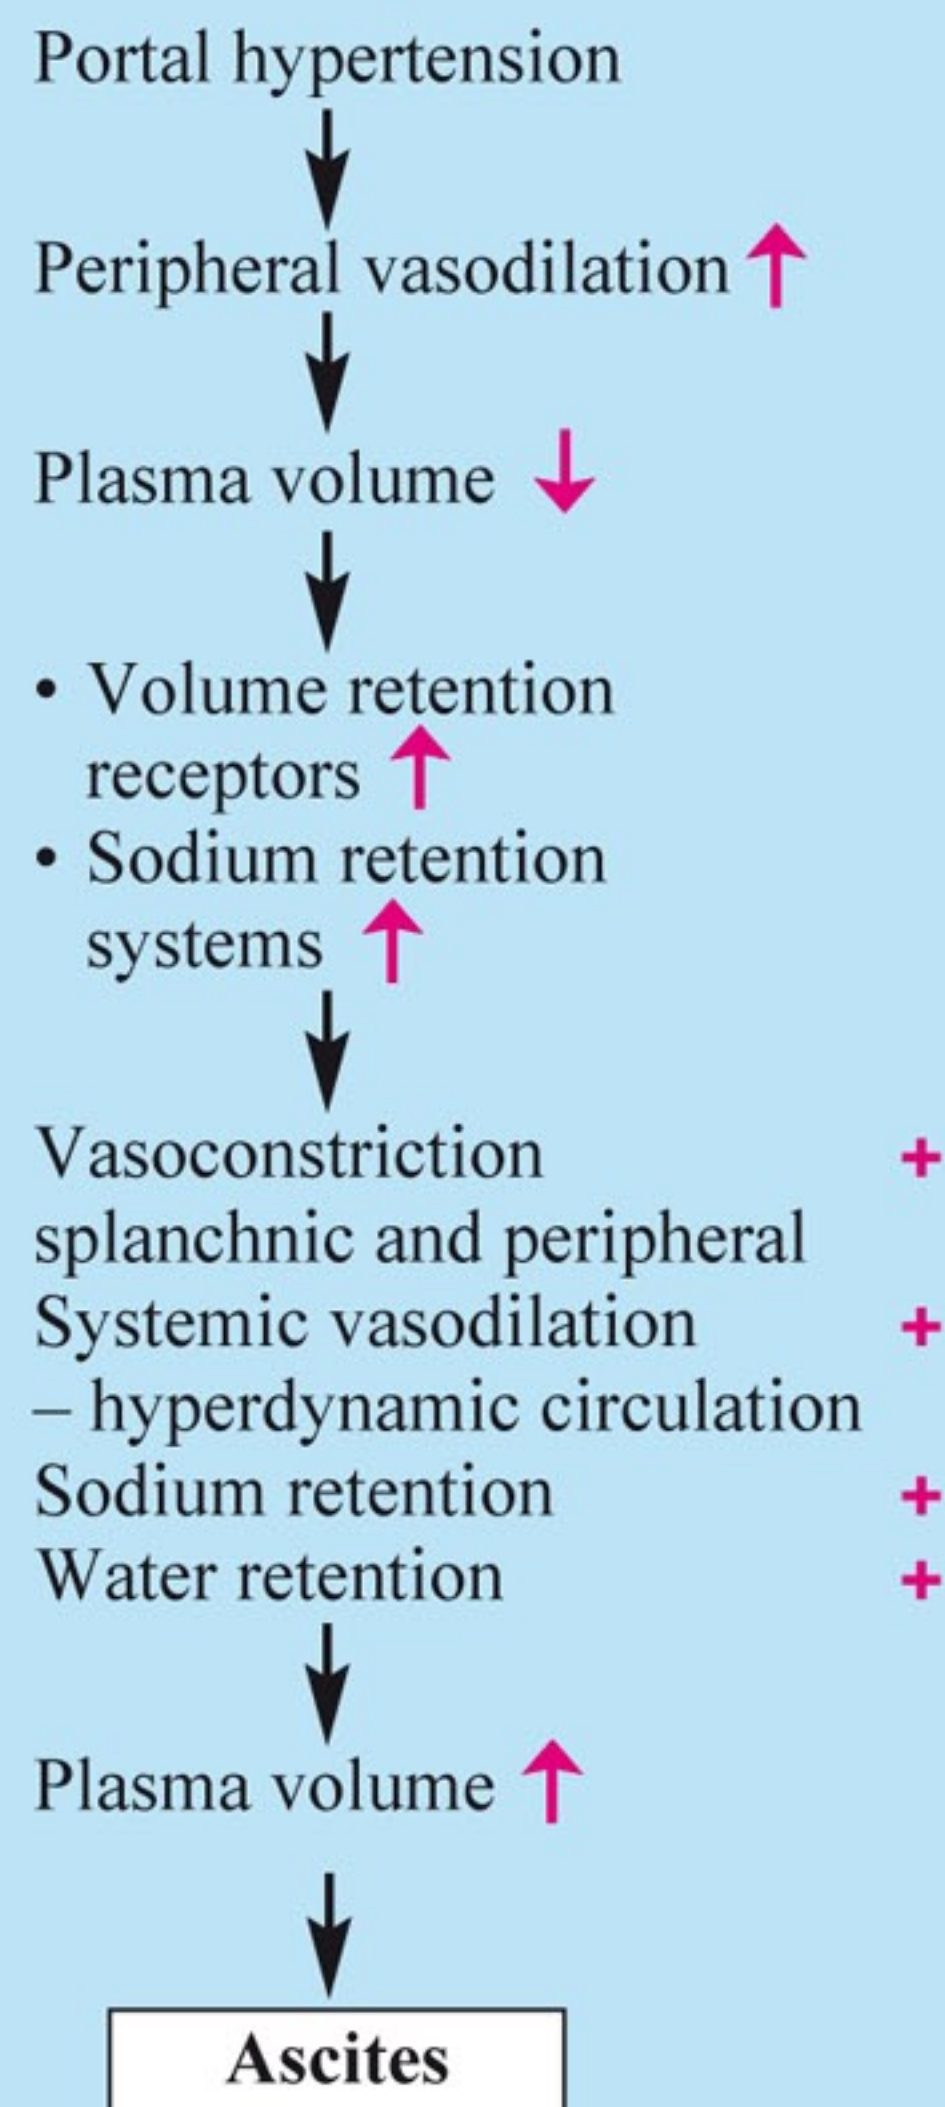 Portal hypertension
Peripheral vasodilation ↑
Plasma volume ↓
• Volume retention
receptors ↑
• Sodium retention
systems ↑
Vasoconstriction +
splanchnic and peripheral
Systemic vasodilation +
– hyperdynamic circulation
Sodium retention +
Water retention +
Plasma volume ↑
Ascites